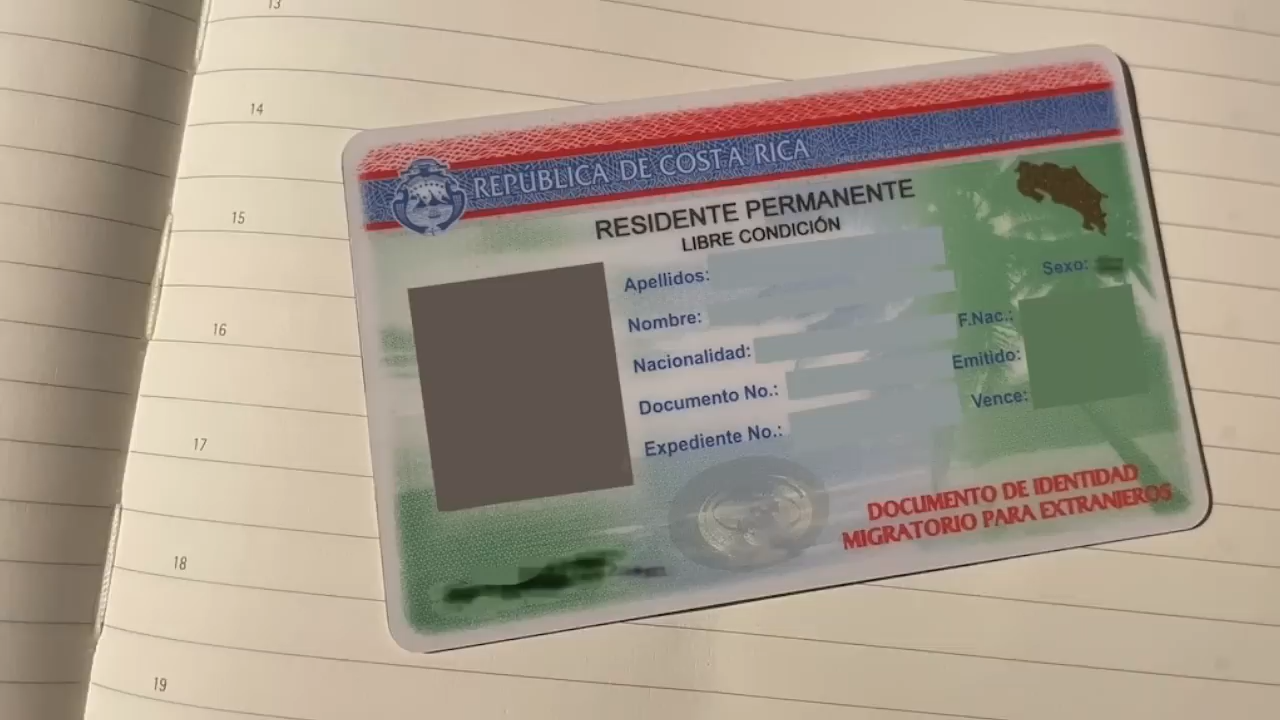 13
14
15
16
17
18
19
REPÚBLICA DE COSTA RICA
DIRECCIÓN GENERAL DE MIGRACIÓN Y EXTRANJERÍA
RESIDENTE PERMANENTE
LIBRE CONDICIÓN
Apellidos:
Sexo:
Nombre:
F.Nac.:
Nacionalidad:
Emitido:
Documento No.:
Vence:
Expediente No.:
DOCUMENTO DE IDENTIDAD
MIGRATORIO PARA EXTRANJEROS